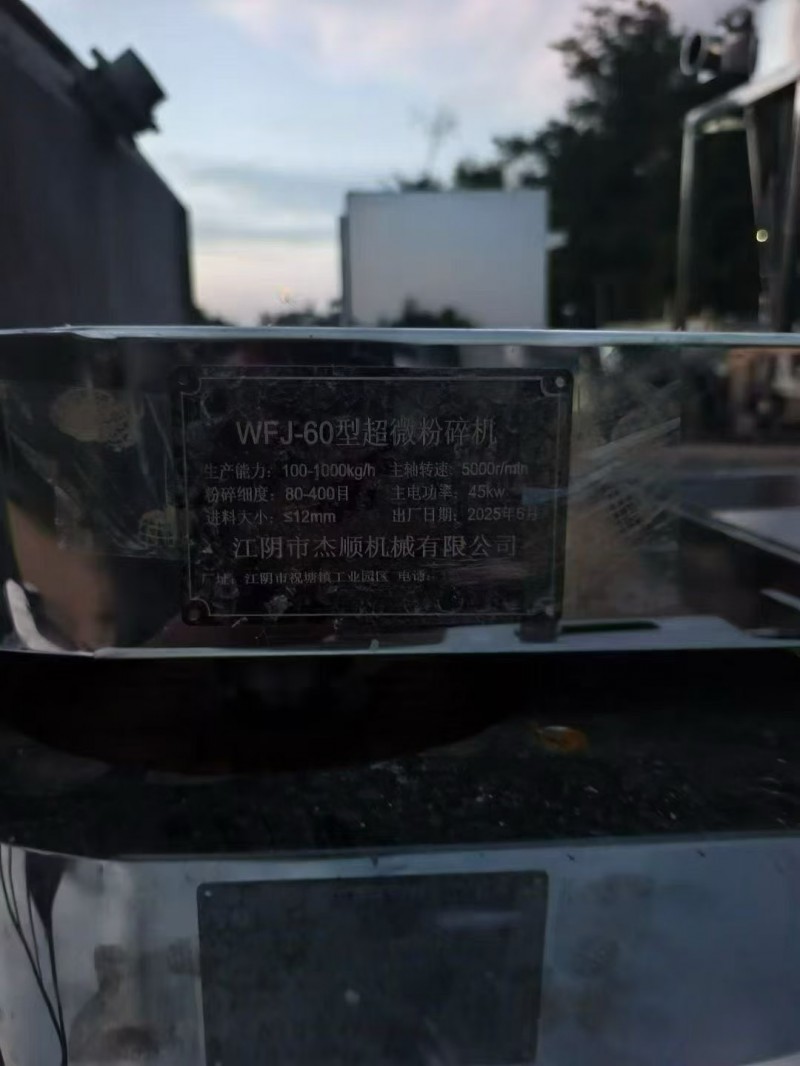 WFJ-60型超微粉碎机
生产能力：100-1000kg/h 主轴转速：5000r/min
粉碎细度：80-400目 主电功率：45kw
进料大小：≤12mm 出厂日期：2025年6月
江阴市杰顺机械有限公司
厂址：江阴市祝塘镇工业园区 电话：